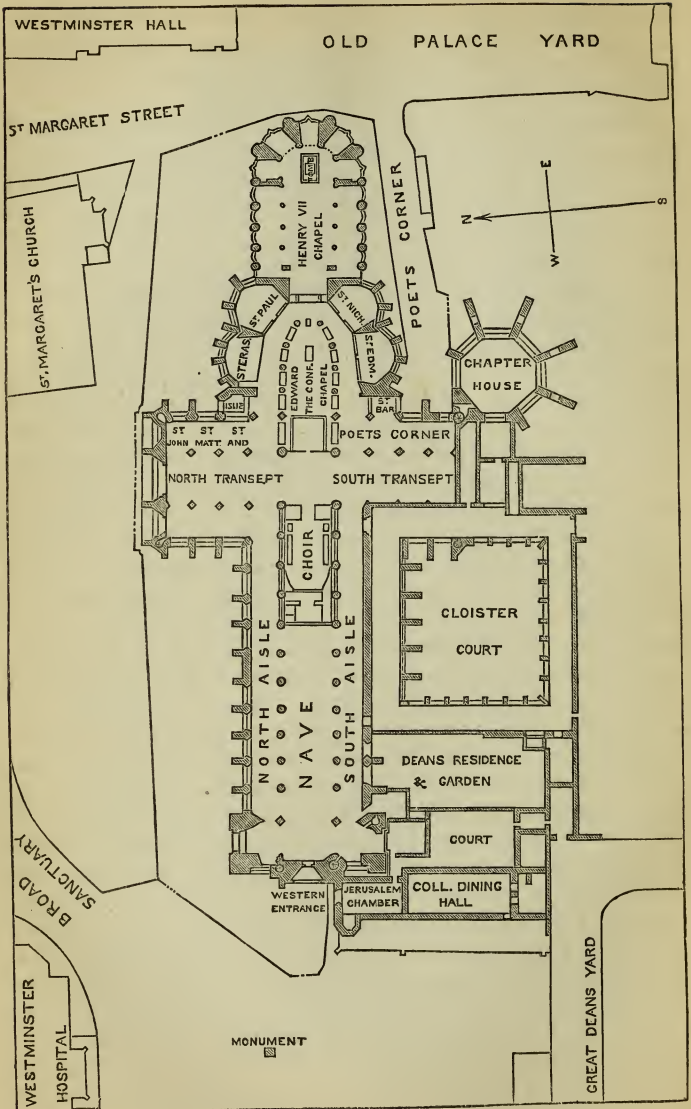 WESTMINSTER HALL
OLD PALACE YARD
ST MARGARET STREET
ST. MARGARET'S CHURCH
POETS CORNER
N
E
S
W
HENRY VII
CHAPEL
ST. PAUL
ST. NICH.
ST ERAS.
ST. EDM.
EDWARD
THE CONF.
CHAPEL
CHAPTER
HOUSE
ISLIP
ST
BAR
ST ST ST
JOHN MATT. AND
POETS CORNER
NORTH TRANSEPT
SOUTH TRANSEPT
CHOIR
CLOISTER
COURT
NORTH AISLE
NAVE
SOUTH AISLE
DEANS RESIDENCE
& GARDEN
COURT
WESTERN
ENTRANCE
JERUSALEM
CHAMBER
COLL. DINING
HALL
BROAD
SANCTUARY
WESTMINSTER
HOSPITAL
MONUMENT
GREAT DEANS YARD